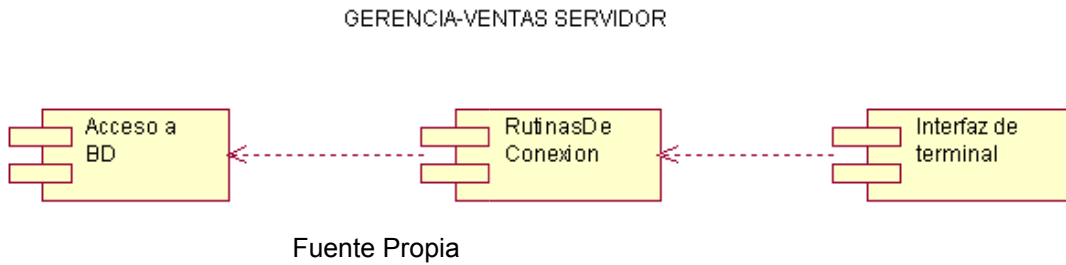 GERENCIA-VENTAS SERVIDOR
Acceso a
BD
RutinasDe
Conexion
Interfaz de
terminal
Fuente Propia